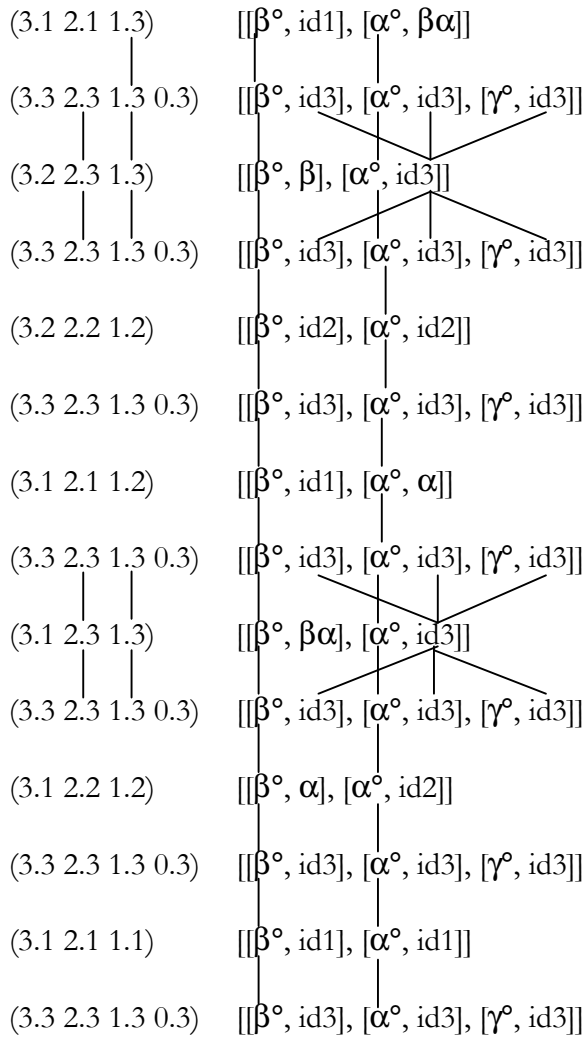 (3.1 2.1 1.3) [[β°, id1], [α°, βα]]
(3.3 2.3 1.3 0.3) [[β°, id3], [α°, id3], [γ°, id3]]
(3.2 2.3 1.3) [[β°, β], [α°, id3]]
(3.3 2.3 1.3 0.3) [[β°, id3], [α°, id3], [γ°, id3]]
(3.2 2.2 1.2) [[β°, id2], [α°, id2]]
(3.3 2.3 1.3 0.3) [[β°, id3], [α°, id3], [γ°, id3]]
(3.1 2.1 1.2) [[β°, id1], [α°, α]]
(3.3 2.3 1.3 0.3) [[β°, id3], [α°, id3], [γ°, id3]]
(3.1 2.3 1.3) [[β°, βα], [α°, id3]]
(3.3 2.3 1.3 0.3) [[β°, id3], [α°, id3], [γ°, id3]]
(3.1 2.2 1.2) [[β°, α], [α°, id2]]
(3.3 2.3 1.3 0.3) [[β°, id3], [α°, id3], [γ°, id3]]
(3.1 2.1 1.1) [[β°, id1], [α°, id1]]
(3.3 2.3 1.3 0.3) [[β°, id3], [α°, id3], [γ°, id3]]